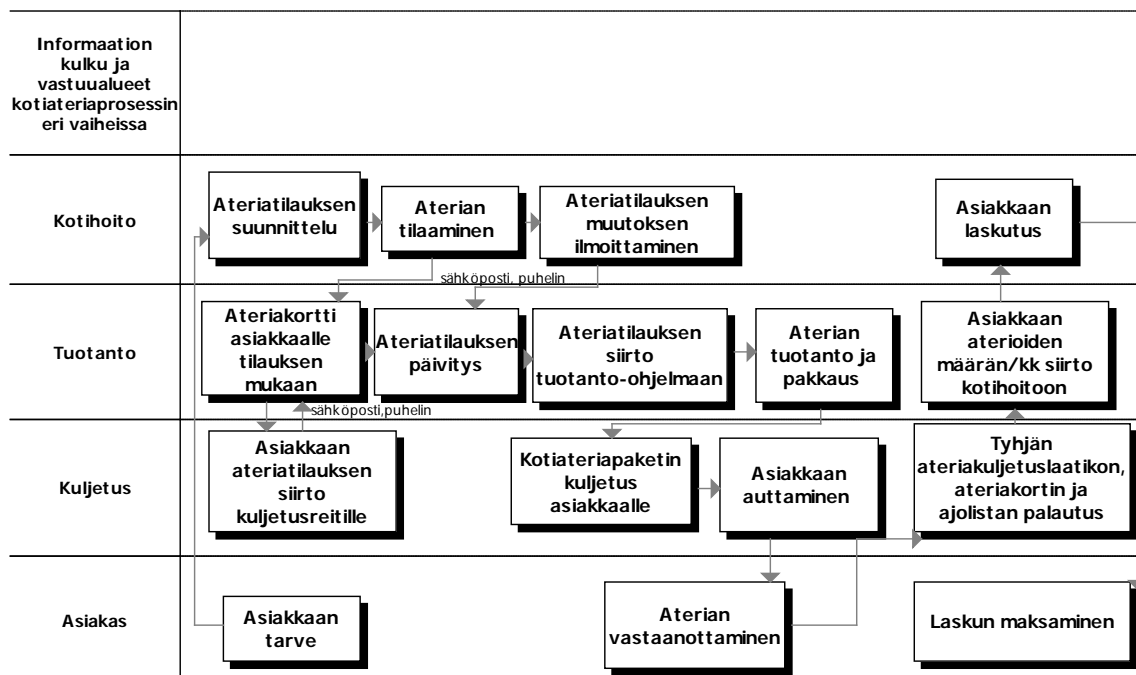 Informaation
kulku ja
vastuualueet
kotiateriaprosessin
eri vaiheissa
Kotihoito
Ateriatilauksen
suunnittelu
Aterian
tilaaminen
Ateriatilauksen
muutoksen
ilmoittaminen
Asiakkaan
laskutus
sähköposti, puhelin
Tuotanto
Ateriakortti
asiakkaalle
tilauksen
mukaan
Ateriatilauksen
päivitys
Ateriatilauksen
siirto
tuotanto-ohjelmaan
Aterian
tuotanto ja
pakkaus
Asiakkaan
aterioiden
määrän/kk siirto
kotihoitoon
sähköposti,puhelin
Kuljetus
Asiakkaan
ateriatilauksen
siirto
kuljetusreitille
Kotiateriapaketin
kuljetus
asiakkaalle
Asiakkaan
auttaminen
Tyhjän
ateriakuljetuslaatikon,
ateriakortin ja
ajolistan palautus
Asiakas
Asiakkaan
tarve
Aterian
vastaanottaminen
Laskun maksaminen